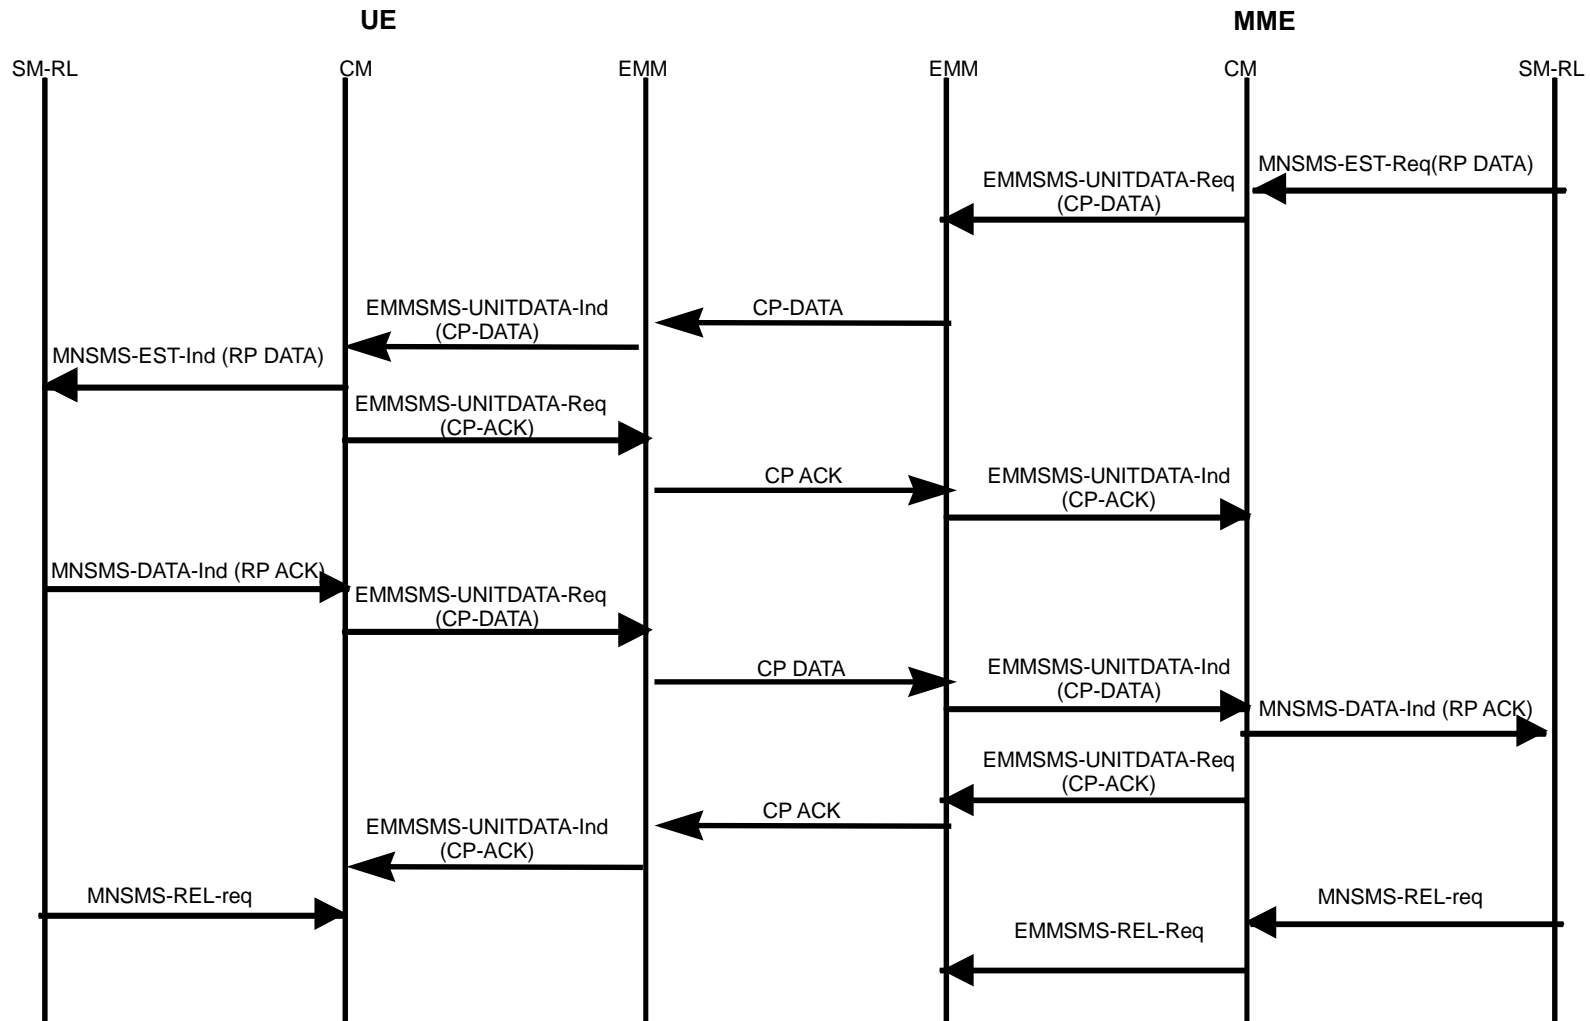 UE
MME
SM-RL
CM
EMM
EMM
CM
SM-RL
MNSMS-EST-Req(RP DATA)
EMMSMS-UNITDATA-Req
(CP-DATA)
CP-DATA
EMMSMS-UNITDATA-Ind
(CP-DATA)
MNSMS-EST-Ind (RP DATA)
EMMSMS-UNITDATA-Req
(CP-ACK)
CP ACK
EMMSMS-UNITDATA-Ind
(CP-ACK)
MNSMS-DATA-Ind (RP ACK)
EMMSMS-UNITDATA-Req
(CP-DATA)
CP DATA
EMMSMS-UNITDATA-Ind
(CP-DATA)
MNSMS-DATA-Ind (RP ACK)
EMMSMS-UNITDATA-Req
(CP-ACK)
CP ACK
EMMSMS-UNITDATA-Ind
(CP-ACK)
MNSMS-REL-req
MNSMS-REL-req
EMMSMS-REL-Req